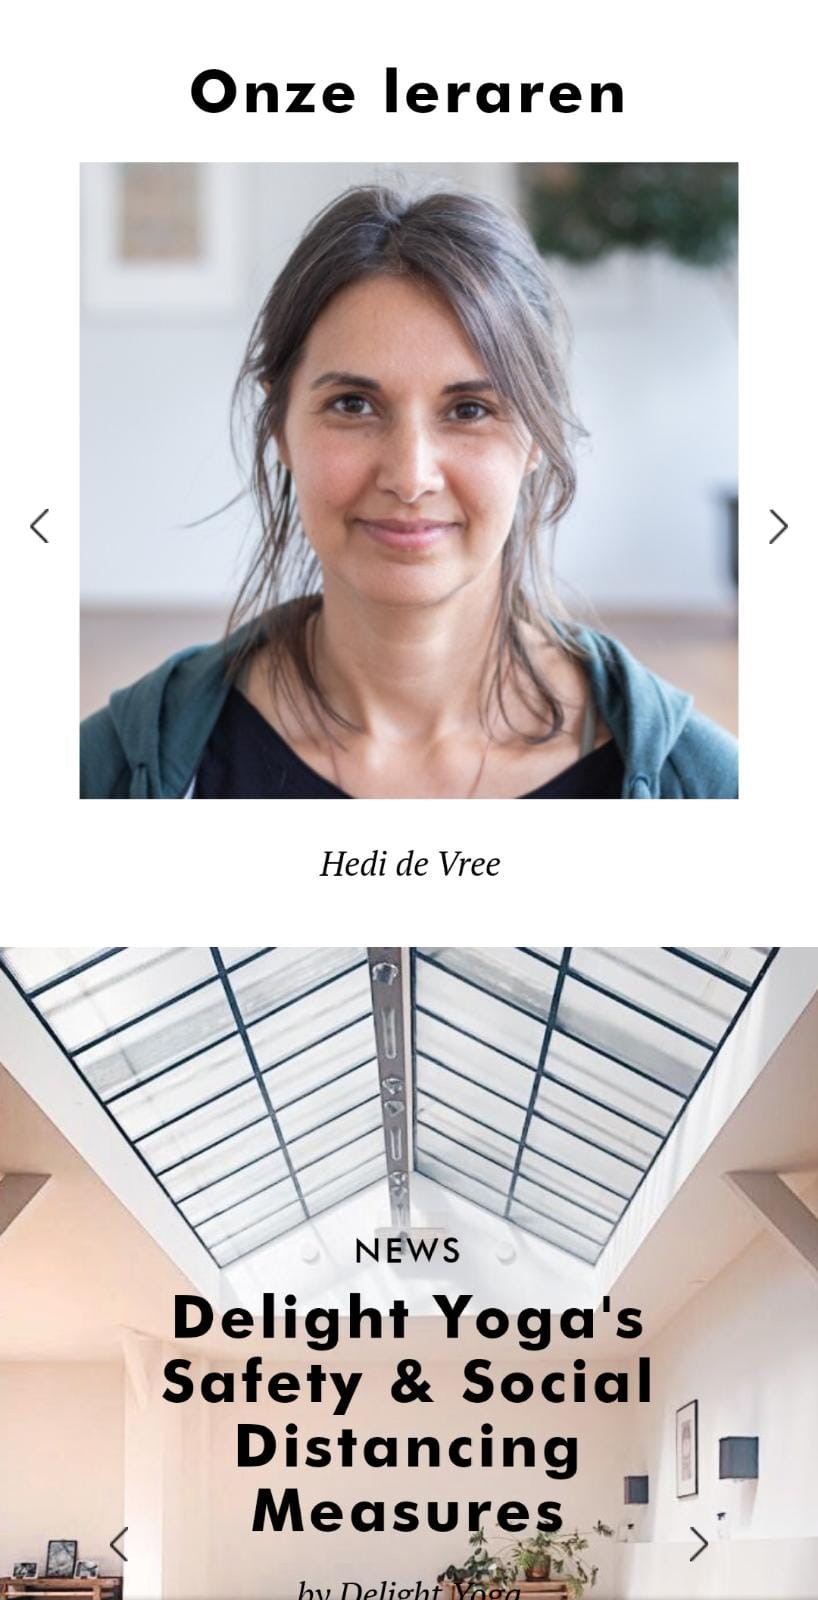 Onze leraren
Hedi de Vree
NEWS
Delight Yoga's
Safety & Social
Distancing
Measures
by Delight Yoga